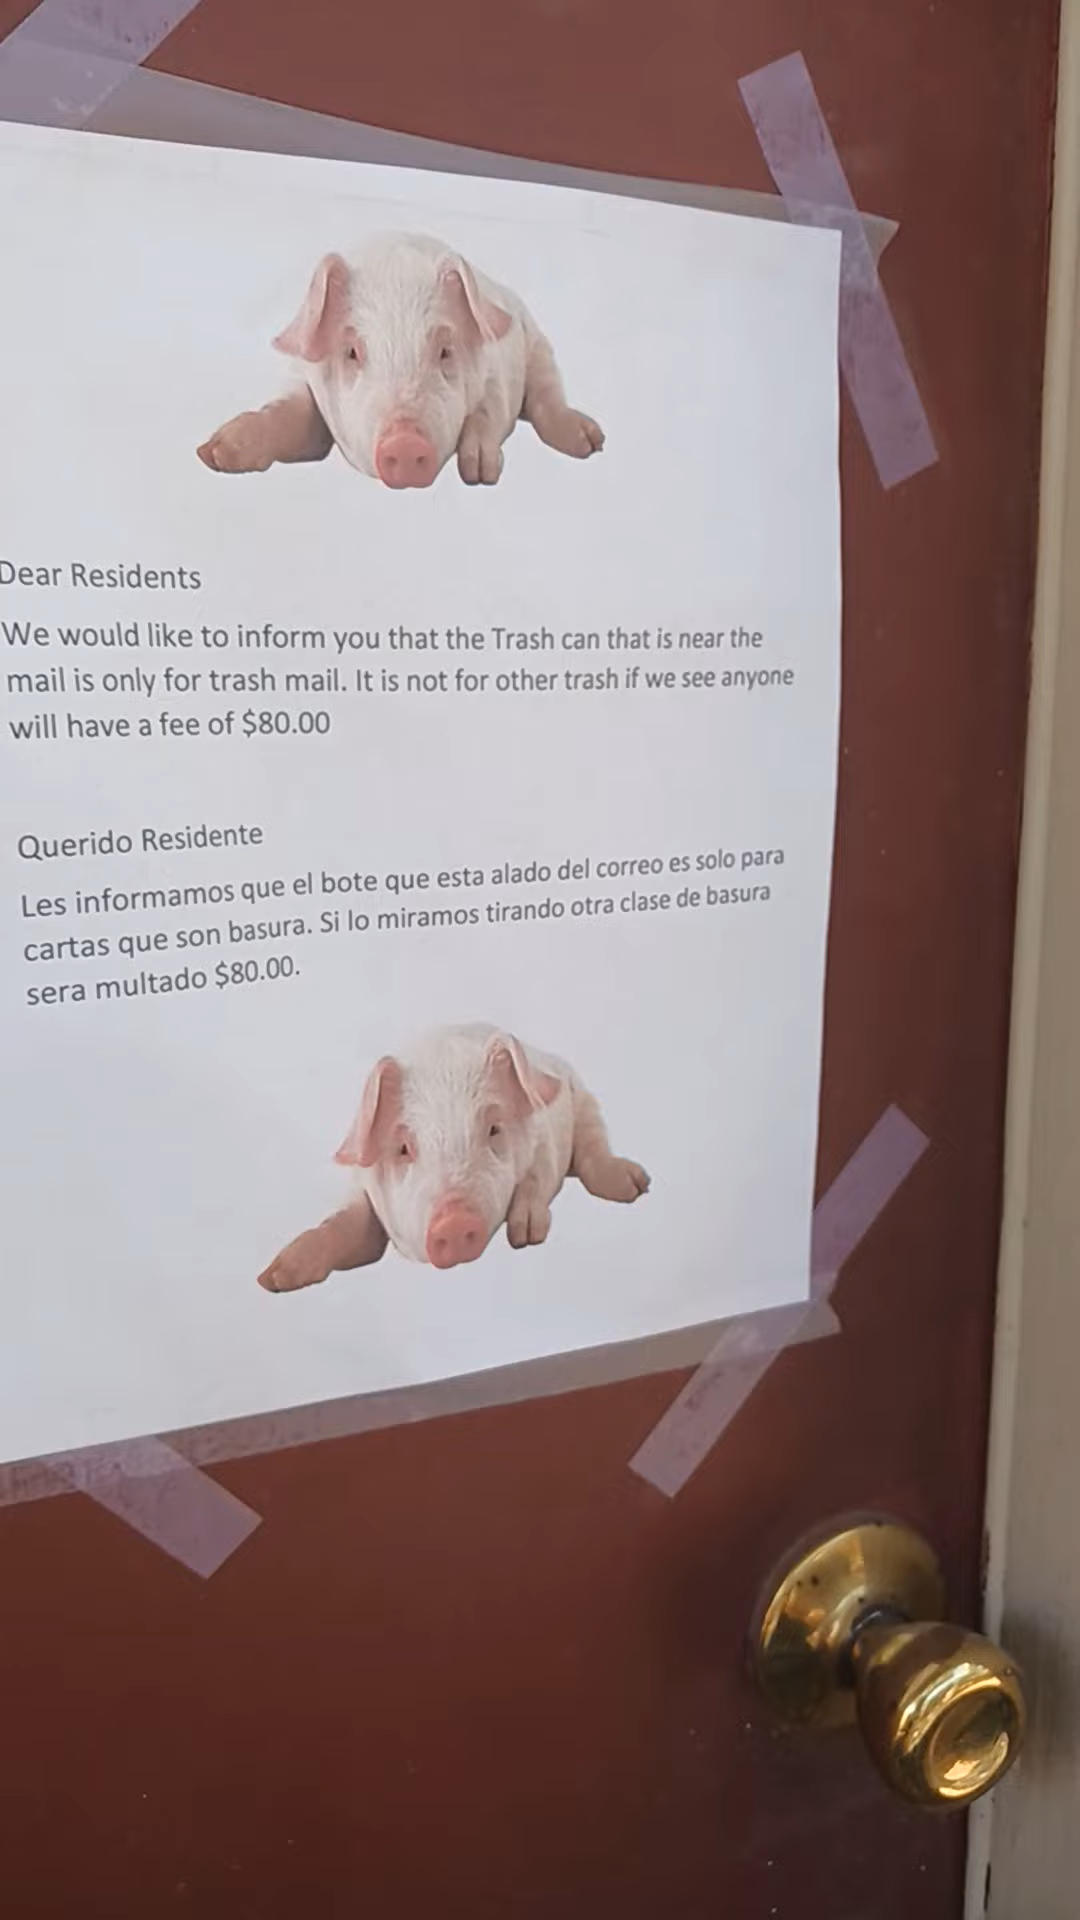 Dear Residents
We would like to inform you that the Trash can that is near the
mail is only for trash mail. It is not for other trash if we see anyone
will have a fee of $80.00
Querido Residente
Les informamos que el bote que esta alado del correo es solo para
cartas que son basura. Si lo miramos tirando otra clase de basura
sera multado $80.00.